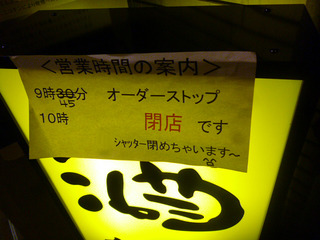 ＜営業時間の案内＞
9時30分 オーダーストップ
45
10時 閉店 です
シャッター閉めちゃいます〜